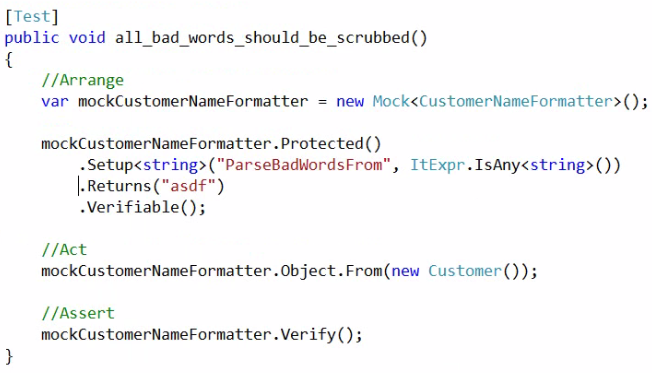 [Test]
public void all_bad_words_should_be_scrubbed()
{
    //Arrange
    var mockCustomerNameFormatter = new Mock<CustomerNameFormatter>();

    mockCustomerNameFormatter.Protected()
        .Setup<string>("ParseBadWordsFrom", ItExpr.IsAny<string>())
        .Returns("asdf")
        .Verifiable();

    //Act
    mockCustomerNameFormatter.Object.From(new Customer());

    //Assert
    mockCustomerNameFormatter.Verify();
}